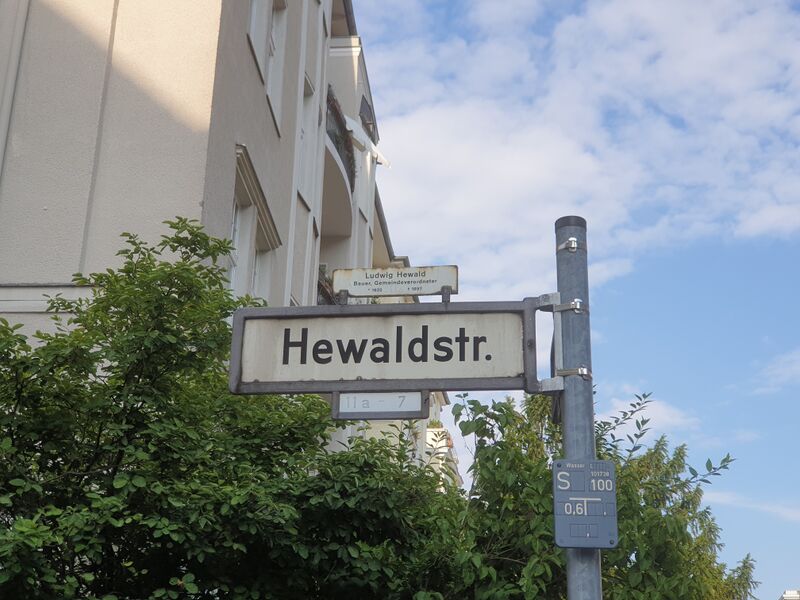 Ludwig Hewald
Bauer, Gemeindeverordneter
Hewaldstr.
11a - 7
Wasser
S 100
0,6